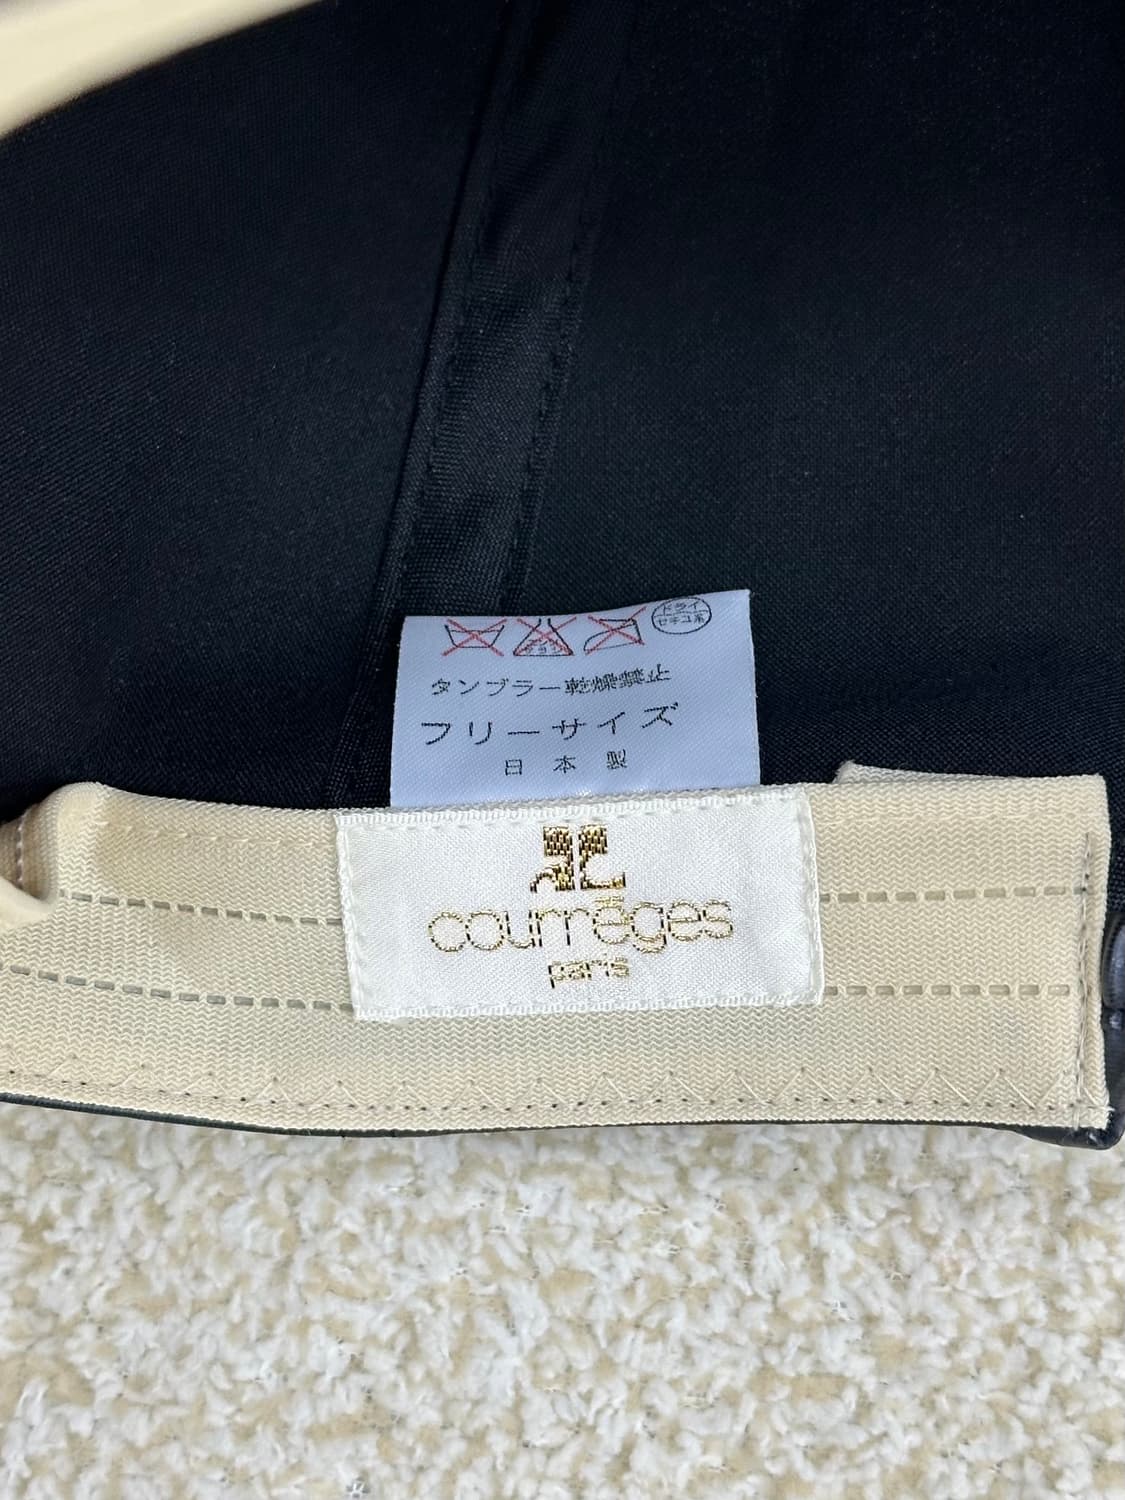 ドライ
セキユ系
タンブラー乾燥禁止
フリーサイズ
日本製
courrèges
paris